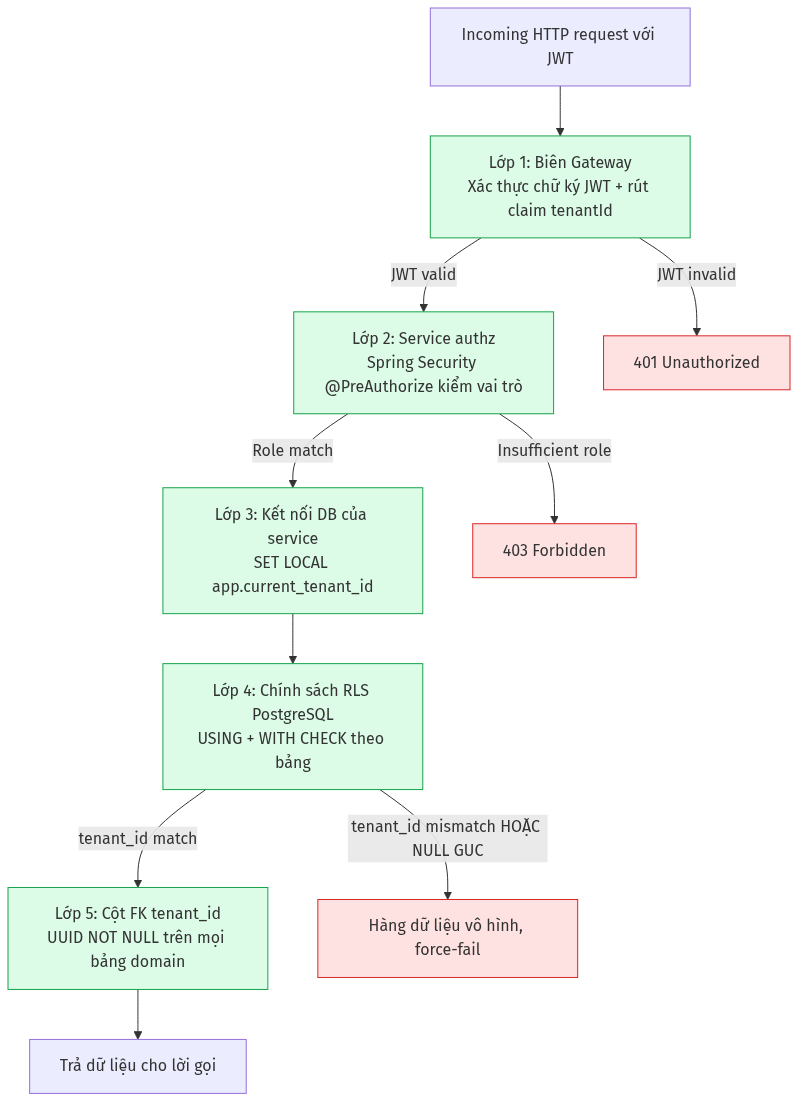 Incoming HTTP request với
JWT
Lớp 1: Biên Gateway
Xác thực chữ ký JWT + rút
claim tenantId
JWT valid
JWT invalid
Lớp 2: Service authz
Spring Security
@PreAuthorize kiểm vai trò
401 Unauthorized
Role match
Insufficient role
Lớp 3: Kết nối DB của
service
SET LOCAL
app.current_tenant_id
403 Forbidden
Lớp 4: Chính sách RLS
PostgreSQL
USING + WITH CHECK theo
bảng
tenant_id match
tenant_id mismatch HOẶC
NULL GUC
Lớp 5: Cột FK tenant_id
UUID NOT NULL trên mọi
bảng domain
Hàng dữ liệu vô hình,
force-fail
Trả dữ liệu cho lời gọi